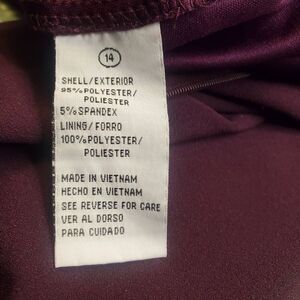 14
SHELL/EXTERIOR
95%POLYESTER/
POLIESTER
5%SPANDEX
LINING/FORRO
100%POLYESTER/
POLIESTER
MADE IN VIETNAM
HECHO EN VIETNAM
SEE REVERSE FOR CARE
VER AL DORSO
PARA CUIDADO